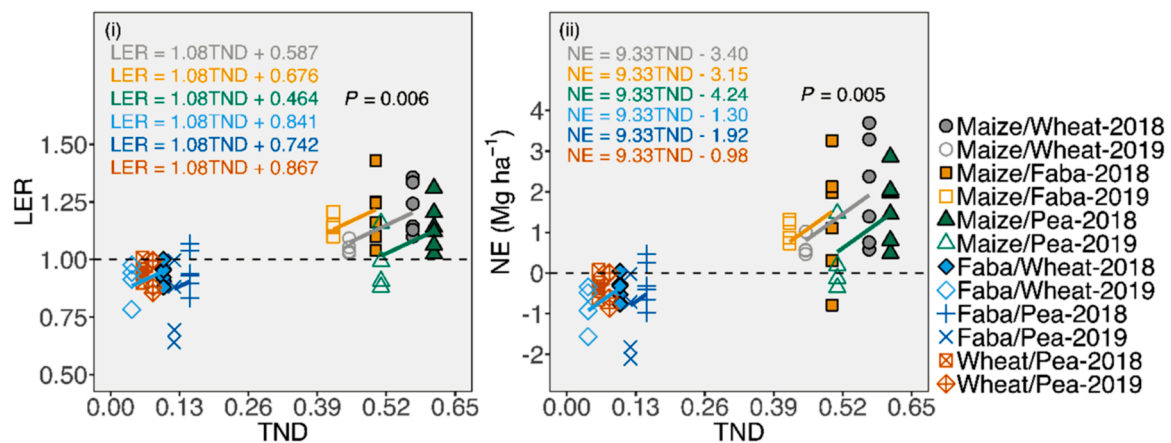 (i)
LER = 1.08TND + 0.587
LER = 1.08TND + 0.676
LER = 1.08TND + 0.464
LER = 1.08TND + 0.841
LER = 1.08TND + 0.742
LER = 1.08TND + 0.867
P = 0.006
LER
1.50
1.25
1.00
0.75
0.50
0.00 0.13 0.26 0.39 0.52 0.65
TND
(ii)
NE = 9.33TND - 3.40
NE = 9.33TND - 3.15
NE = 9.33TND - 4.24
NE = 9.33TND - 1.30
NE = 9.33TND - 1.92
NE = 9.33TND - 0.98
P = 0.005
NE (Mg ha⁻¹)
4
3
2
1
0
-1
-2
0.00 0.13 0.26 0.39 0.52 0.65
TND
Maize/Wheat-2018
Maize/Wheat-2019
Maize/Faba-2018
Maize/Faba-2019
Maize/Pea-2018
Maize/Pea-2019
Faba/Wheat-2018
Faba/Wheat-2019
Faba/Pea-2018
Faba/Pea-2019
Wheat/Pea-2018
Wheat/Pea-2019